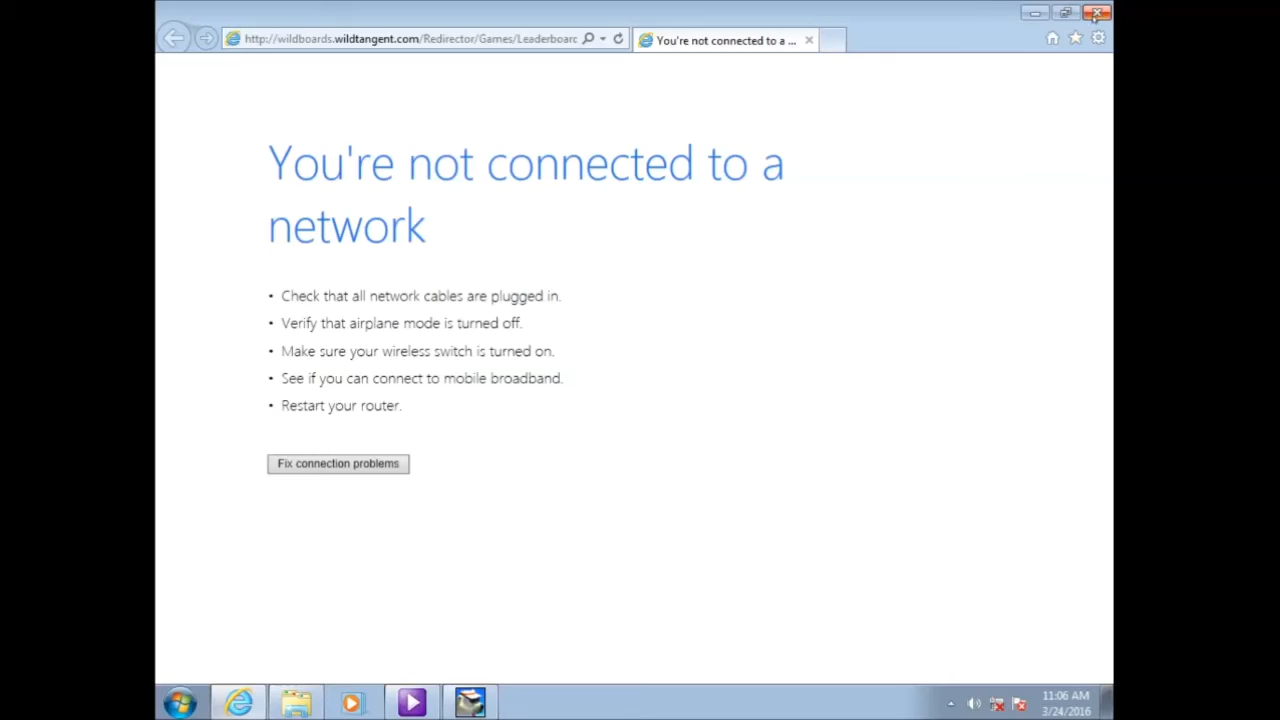 http://wildboards.wildtangent.com/Redirector/Games/Leaderboard
You're not connected to a ...
You're not connected to a
network
• Check that all network cables are plugged in.
• Verify that airplane mode is turned off.
• Make sure your wireless switch is turned on.
• See if you can connect to mobile broadband.
• Restart your router.
Fix connection problems
11:06 AM
3/24/2016